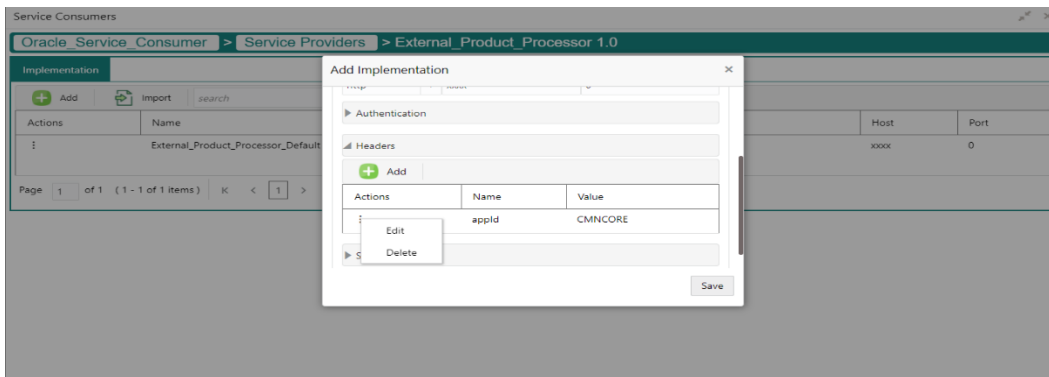 Service Consumers
Oracle_Service_Consumer > Service Providers > External_Product_Processor 1.0
Implementation
Add Import search
Actions Name Host Port
External_Product_Processor_Default xxxx 0
Page 1 of 1 (1 - 1 of 1 items) K < 1 >
Add Implementation ×
Authentication
Headers
Add
Actions Name Value
appId CMNCORE
Edit
Delete
S
Save